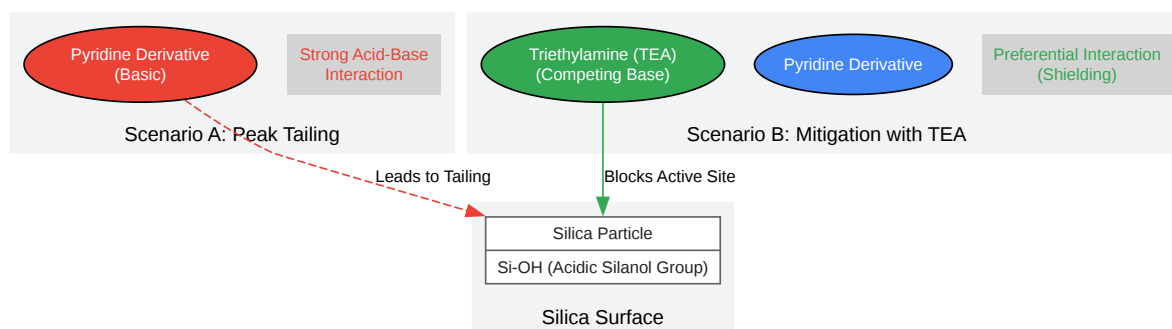 Pyridine Derivative
(Basic)
Strong Acid-Base
Interaction
Scenario A: Peak Tailing
Triethylamine (TEA)
(Competing Base)
Pyridine Derivative
Preferential Interaction
(Shielding)
Scenario B: Mitigation with TEA
Leads to Tailing
Blocks Active Site
Silica Particle
Si-OH (Acidic Silanol Group)
Silica Surface